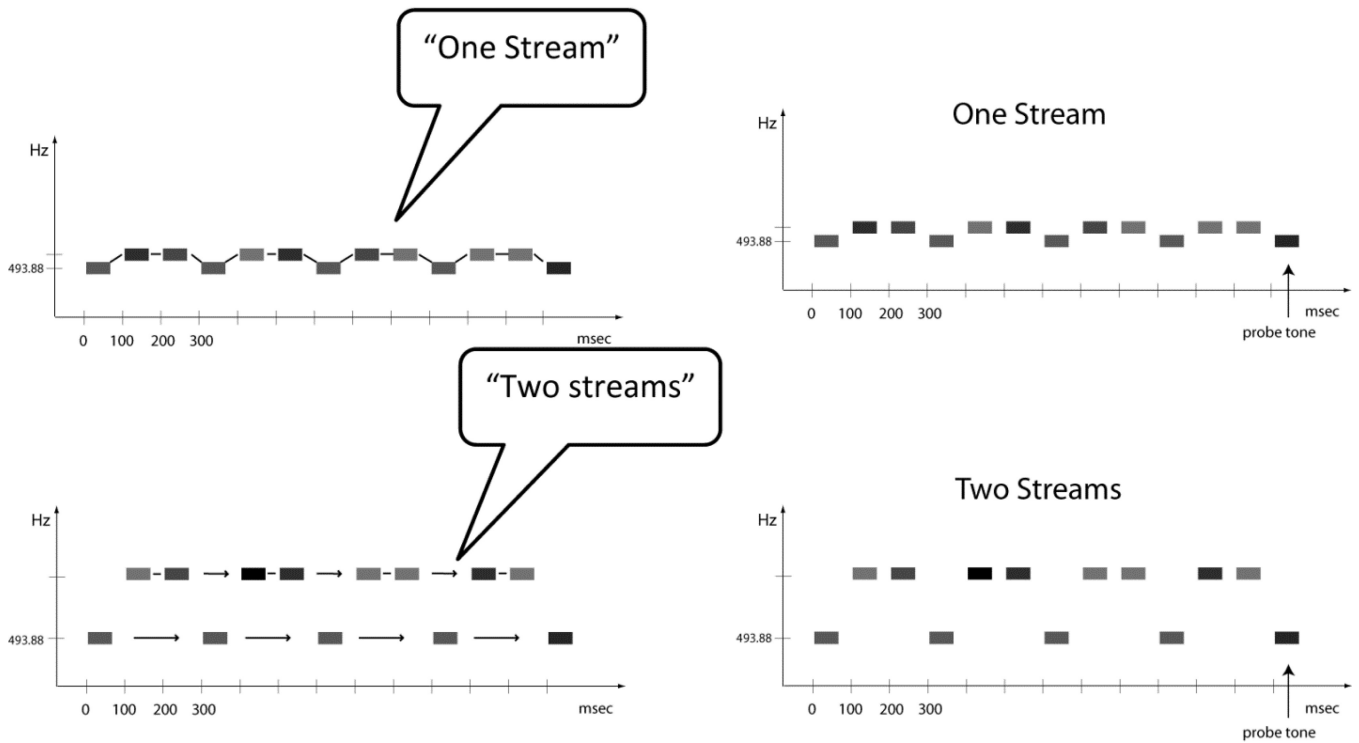 “One Stream”
Hz
493.88
0 100 200 300 msec
One Stream
Hz
493.88
0 100 200 300 msec
probe tone
“Two streams”
Hz
493.88
0 100 200 300 msec
Two Streams
Hz
493.88
0 100 200 300 msec
probe tone